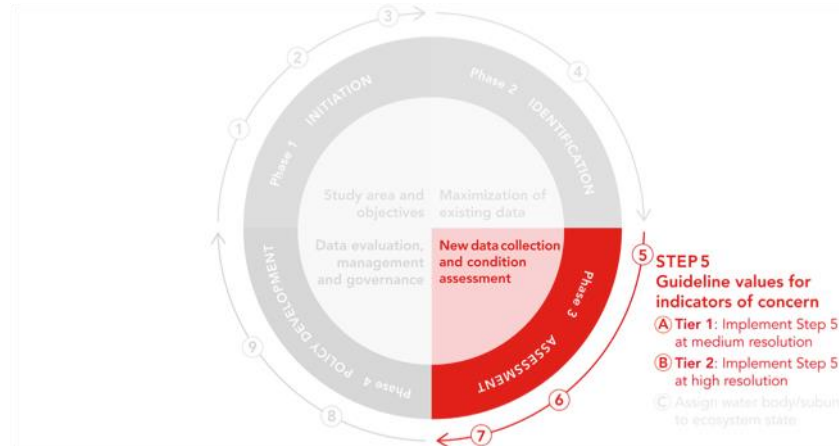 3
2
4
1
Phase 1 INITIATION
Phase 2 IDENTIFICATION
Study area and
objectives
Maximization of
existing data
Data evaluation,
management
and governance
New data collection
and condition
assessment
Phase 3 ASSESSMENT
Phase 4 POLICY DEVELOPMENT
5
STEP 5
Guideline values for
indicators of concern
A Tier 1: Implement Step 5
at medium resolution
B Tier 2: Implement Step 5
at high resolution
C Assign water body/subun
to ecosystem state
9
6
8
7